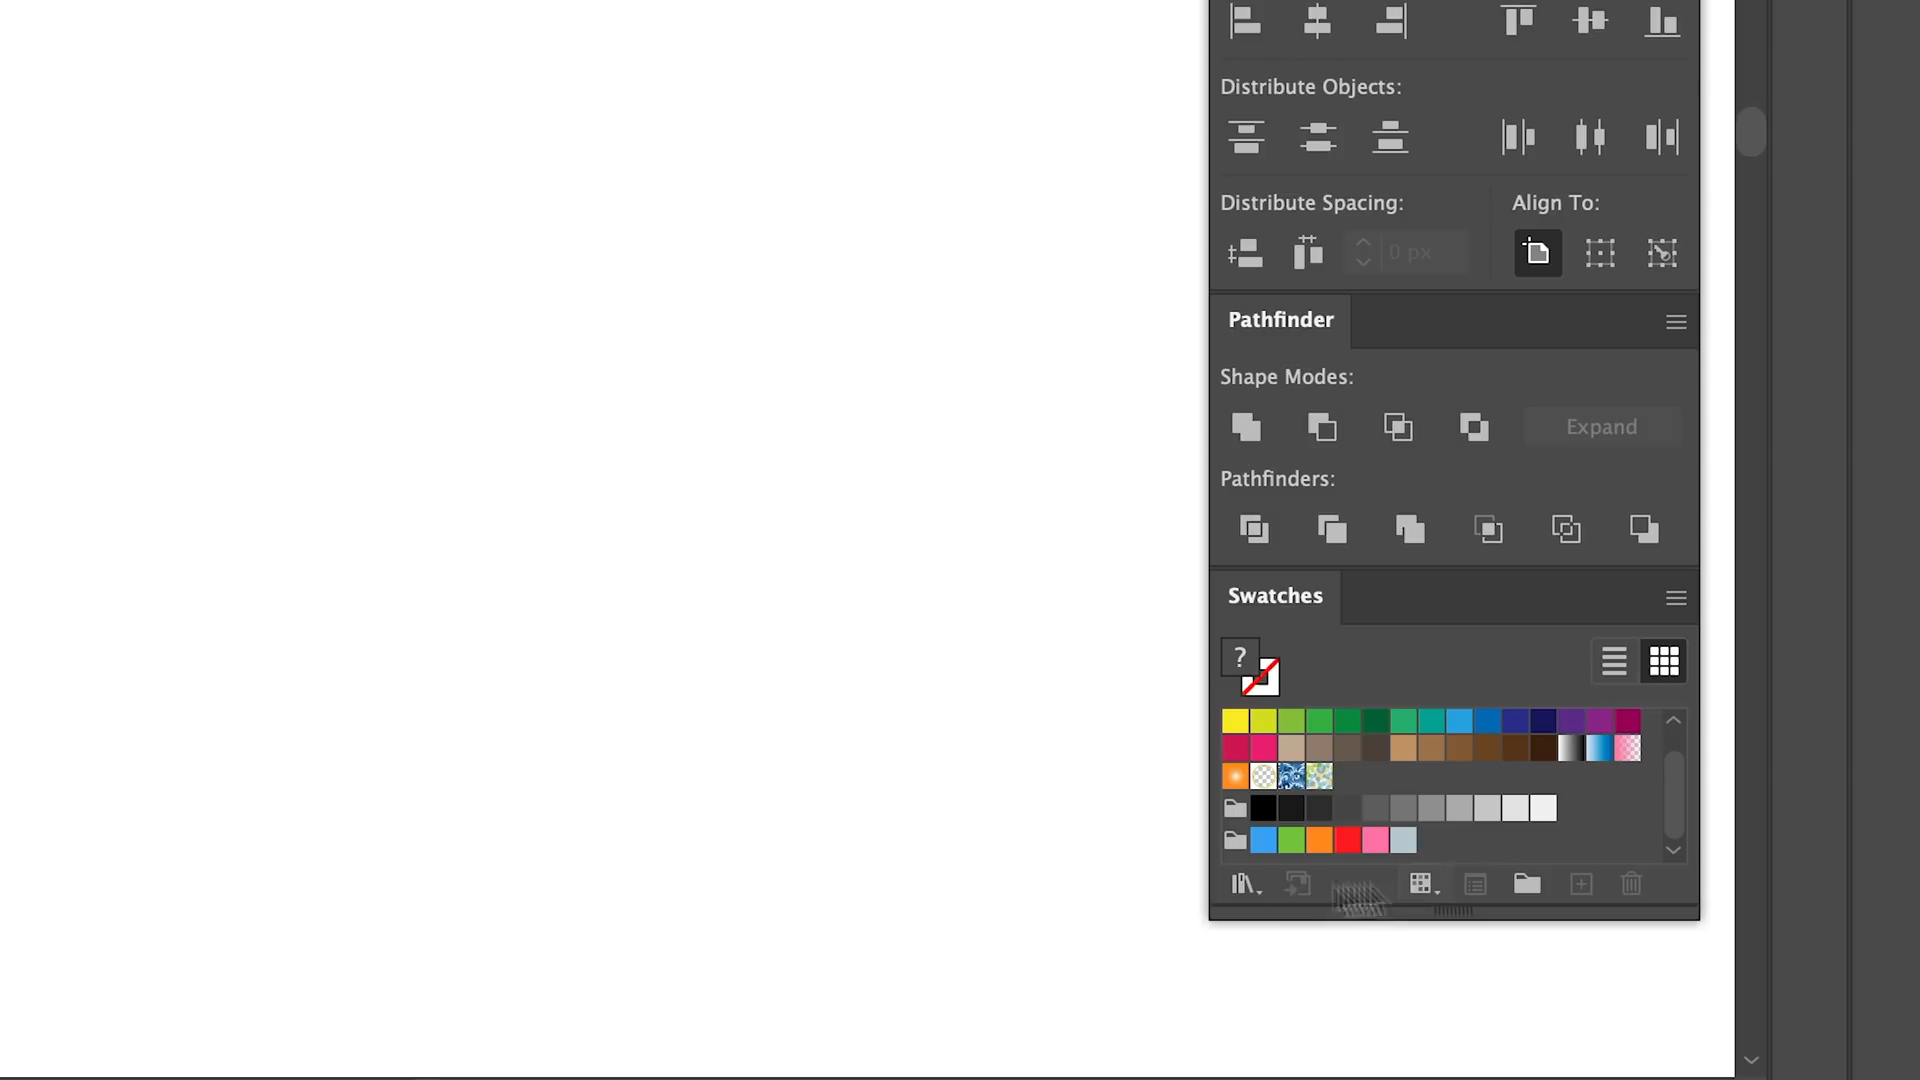 Distribute Objects:
Distribute Spacing:
Align To:
0 px
Pathfinder
Shape Modes:
Expand
Pathfinders:
Swatches
?